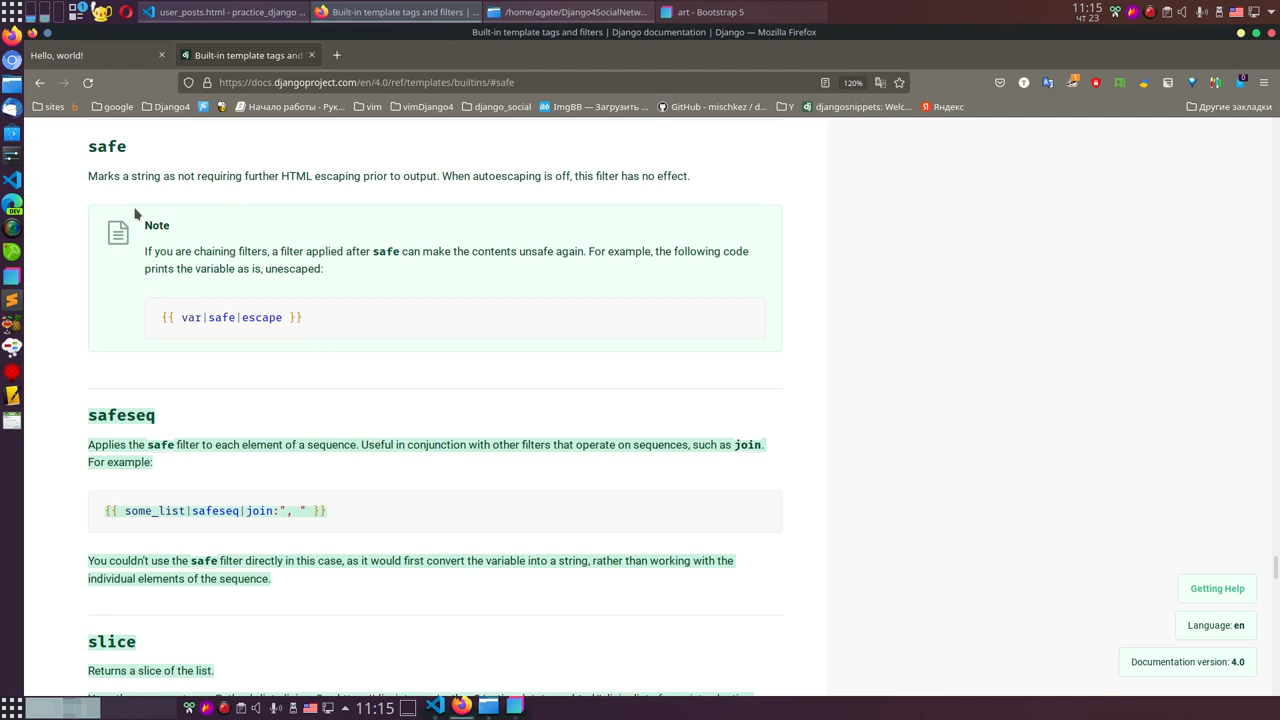 user_posts.html - practice_django ...
Built-in template tags and filters | ...
/home/agate/Django4SocialNetw...
art - Bootstrap 5
11:15
чт 23
Built-in template tags and filters | Django documentation | Django — Mozilla Firefox
Hello, world!
Built-in template tags and
https://docs.djangoproject.com/en/4.0/ref/templates/builtins/#safe
120%
sites
google
Django4
Начало работы - Рук...
vim
vimDjango4
django_social
ImgBB — Загрузить ...
GitHub - mischkez / d...
Y
djangosnippets: Welc...
Яндекс
Другие закладки
safe
Marks a string as not requiring further HTML escaping prior to output. When autoescaping is off, this filter has no effect.
Note
If you are chaining filters, a filter applied after safe can make the contents unsafe again. For example, the following code
prints the variable as is, unescaped:
{{ var|safe|escape }}
safeseq
Applies the safe filter to each element of a sequence. Useful in conjunction with other filters that operate on sequences, such as join.
For example:
{{ some_list|safeseq|join:", " }}
You couldn't use the safe filter directly in this case, as it would first convert the variable into a string, rather than working with the
individual elements of the sequence.
slice
Returns a slice of the list.
Getting Help
Language: en
Documentation version: 4.0
DEV
11:15